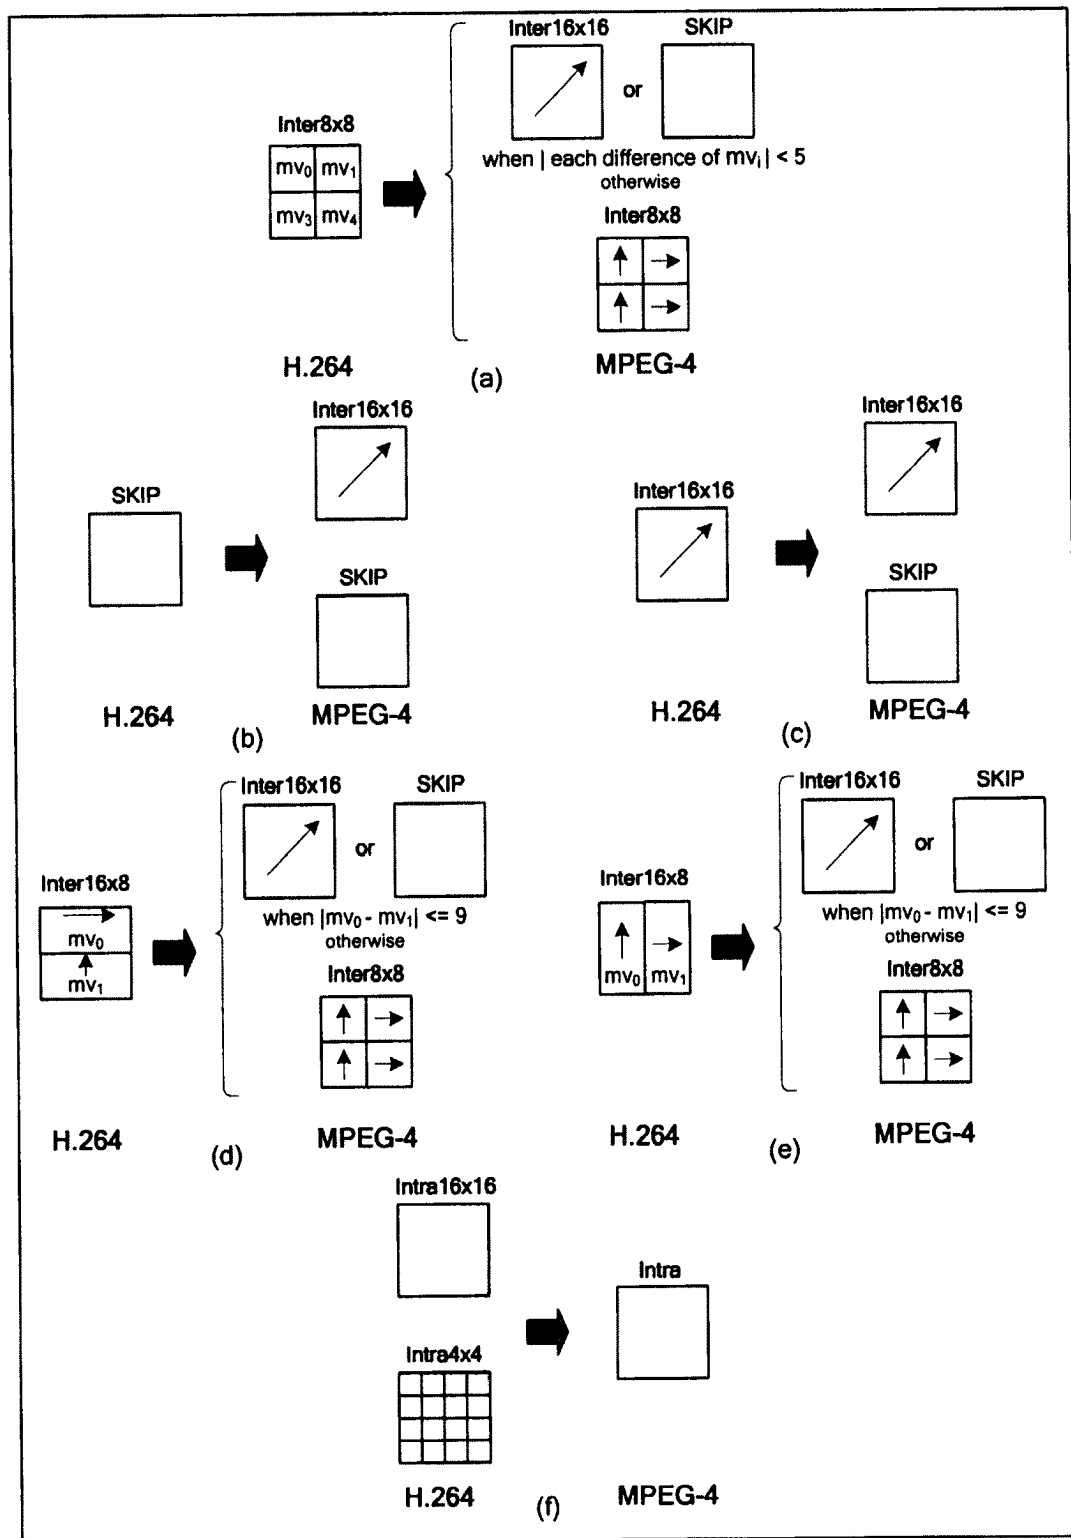 Inter16x16 SKIP
or
Inter8x8
mv₀ mv₁
mv₃ mv₄
when | each difference of mvᵢ | < 5
otherwise
Inter8x8
H.264 (a) MPEG-4
Inter16x16
SKIP
SKIP
H.264 (b) MPEG-4
Inter16x16
Inter16x16
SKIP
H.264 (c) MPEG-4
Inter16x16 SKIP
or
Inter16x8
mv₀
mv₁
when |mv₀ - mv₁| <= 9
otherwise
Inter8x8
H.264 (d) MPEG-4
Inter16x16 SKIP
or
Inter16x8
mv₀ mv₁
when |mv₀ - mv₁| <= 9
otherwise
Inter8x8
H.264 (e) MPEG-4
Intra16x16
Intra
Intra4x4
H.264 (f) MPEG-4